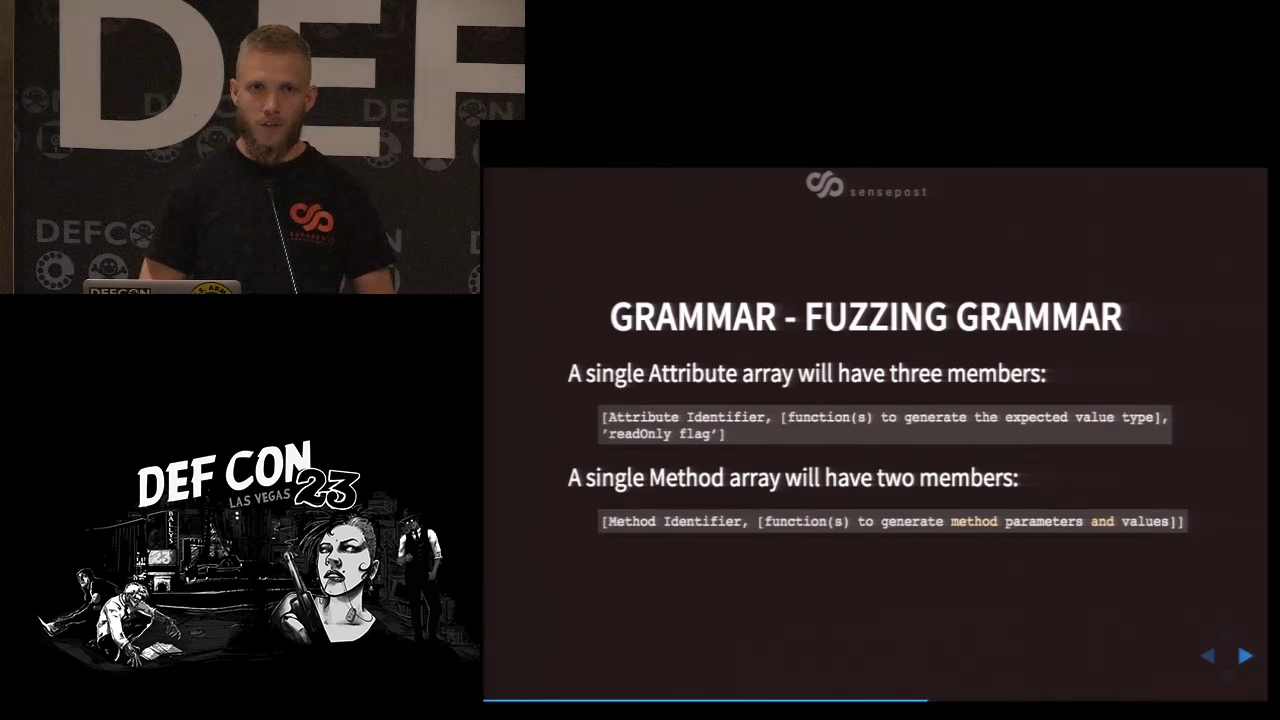 DEF
DEFCON
DEFCON
sensepost
GRAMMAR - FUZZING GRAMMAR
A single Attribute array will have three members:
[Attribute Identifier, [function(s) to generate the expected value type],
'readOnly flag']
A single Method array will have two members:
[Method Identifier, [function(s) to generate method parameters and values]]
DEF CON
LAS VEGAS 23
BALLY'S
23